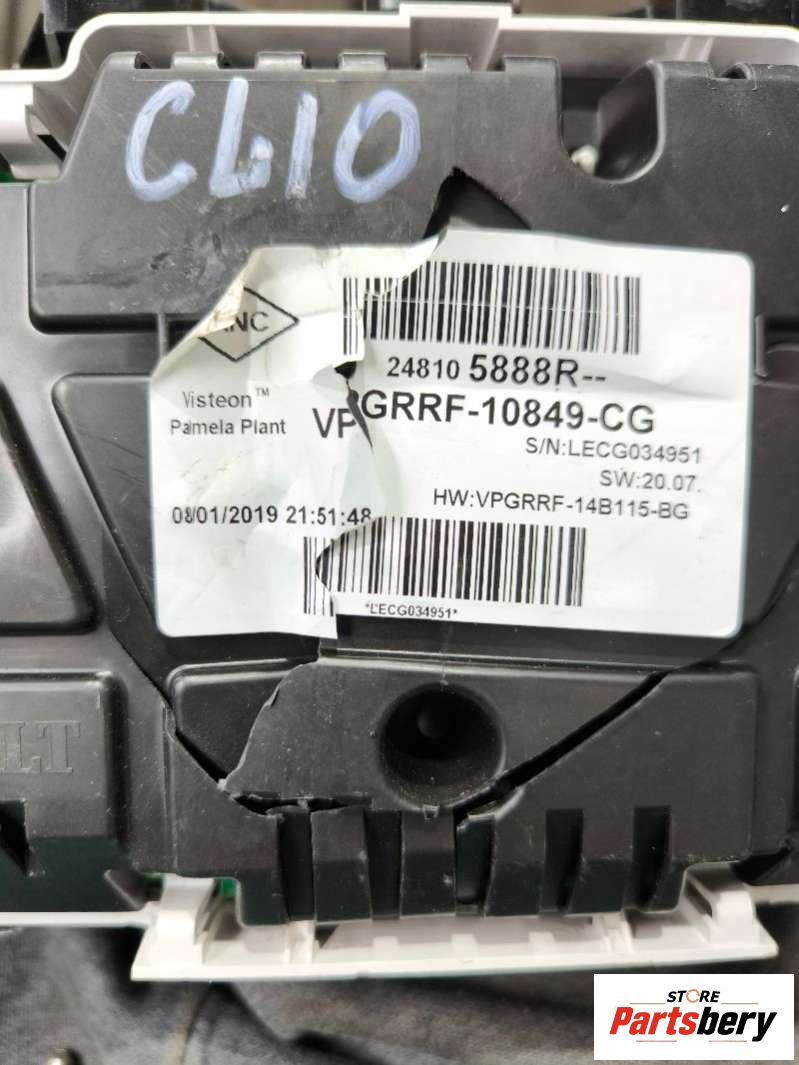 CLIO
24810 5888R--
Visteon™
Palmela Plant
VPGRRF-10849-CG
S/N:LECG034951
SW:20.07.
HW:VPGRRF-14B115-BG
08/01/2019 21:51:48
*LECG034951*
STORE
Partsbery